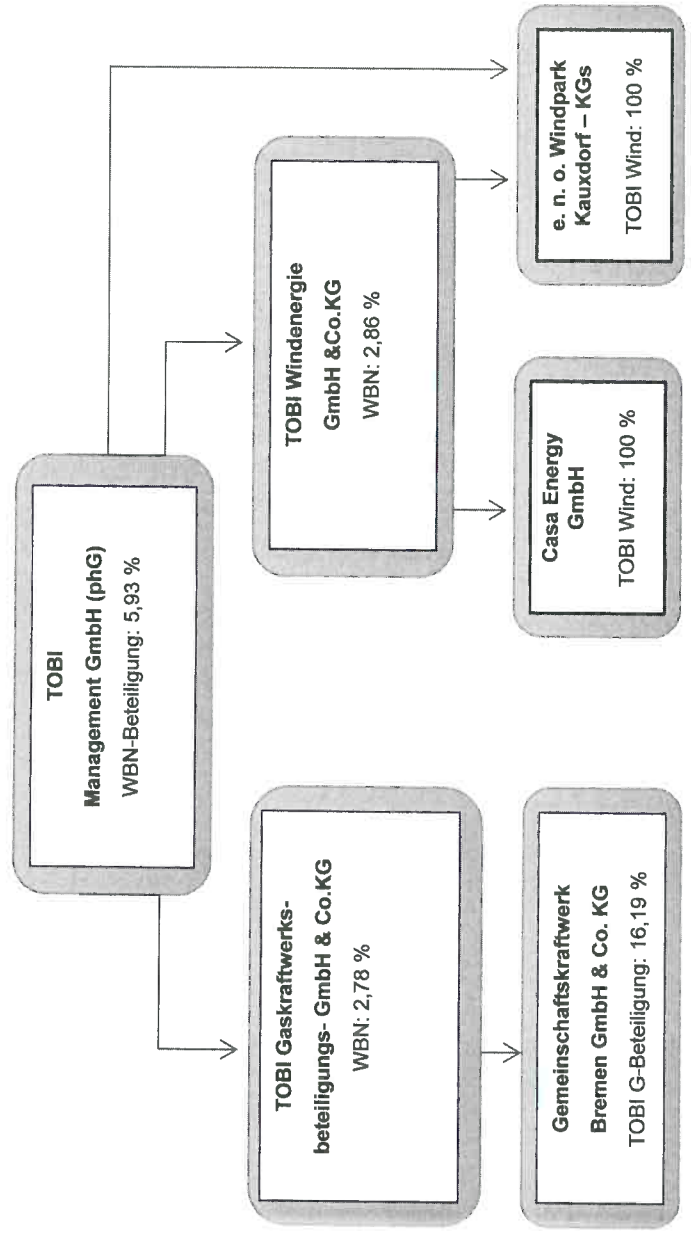 TOBI
Management GmbH (phG)
WBN-Beteiligung: 5,93 %
TOBI Gaskraftwerks-
beteiligungs- GmbH & Co.KG
WBN: 2,78 %
TOBI Windenergie
GmbH &Co.KG
WBN: 2,86 %
Gemeinschaftskraftwerk
Bremen GmbH & Co. KG
TOBI G-Beteiligung: 16,19 %
Casa Energy
GmbH
TOBI Wind: 100 %
e. n. o. Windpark
Kauxdorf – KGs
TOBI Wind: 100 %